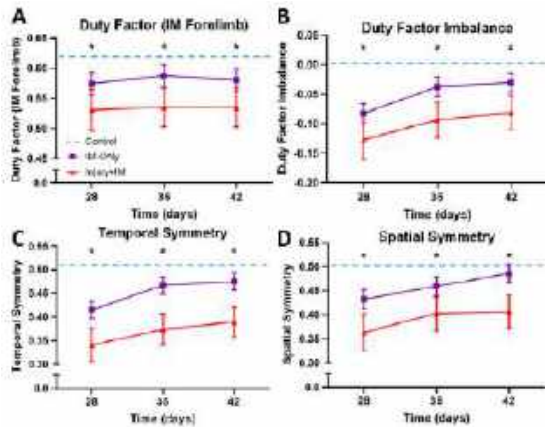 A
Duty Factor (IM Forelimb)
Duty Factor (IM Forelimb)
0.65
0.60
0.55
0.50
0.45
0.0
Control
IM-Only
Injury+IM
28
35
42
Time (days)
B
Duty Factor Imbalance
Duty Factor Imbalance
0.05
0.00
-0.05
-0.10
-0.15
-0.20
28
35
42
Time (days)
C
Temporal Symmetry
Temporal Symmetry
0.50
0.45
0.40
0.35
0.30
0.0
28
35
42
Time (days)
D
Spatial Symmetry
Spatial Symmetry
0.50
0.45
0.40
0.35
0.30
0.0
28
35
42
Time (days)